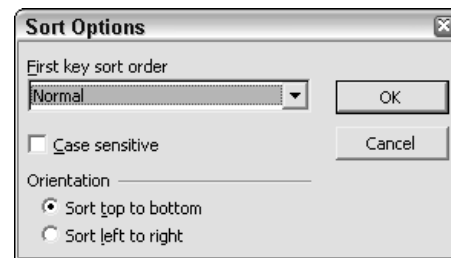 Sort Options
First key sort order
Normal
OK
Case sensitive
Cancel
Orientation
Sort top to bottom
Sort left to right